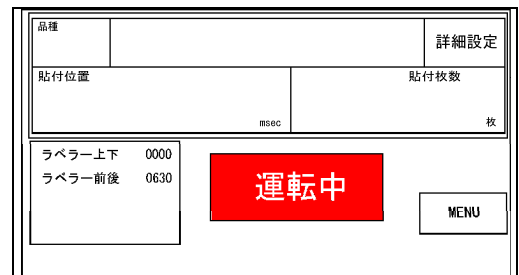 品種
詳細設定
貼付位置
貼付枚数
msec
枚
ラベラー上下 0000
ラベラー前後 0630
運転中
MENU